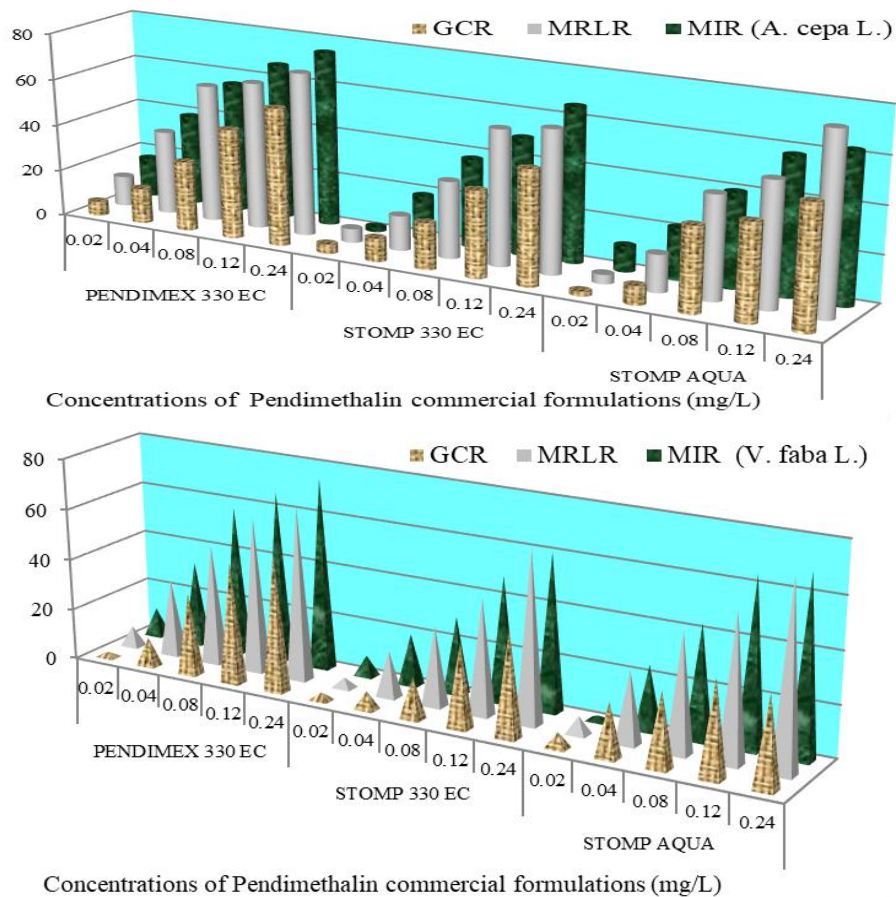 80
60
40
20
0
GCR MRLR MIR (A. cepa L.)
0.02 0.04 0.08 0.12 0.24 0.02 0.04 0.08 0.12 0.24 0.02 0.04 0.08 0.12 0.24
PENDIMEX 330 EC
STOMP 330 EC
STOMP AQUA
Concentrations of Pendimethalin commercial formulations (mg/L)
80
60
40
20
0
GCR MRLR MIR (V. faba L.)
0.02 0.04 0.08 0.12 0.24 0.02 0.04 0.08 0.12 0.24 0.02 0.04 0.08 0.12 0.24
PENDIMEX 330 EC
STOMP 330 EC
STOMP AQUA
Concentrations of Pendimethalin commercial formulations (mg/L)